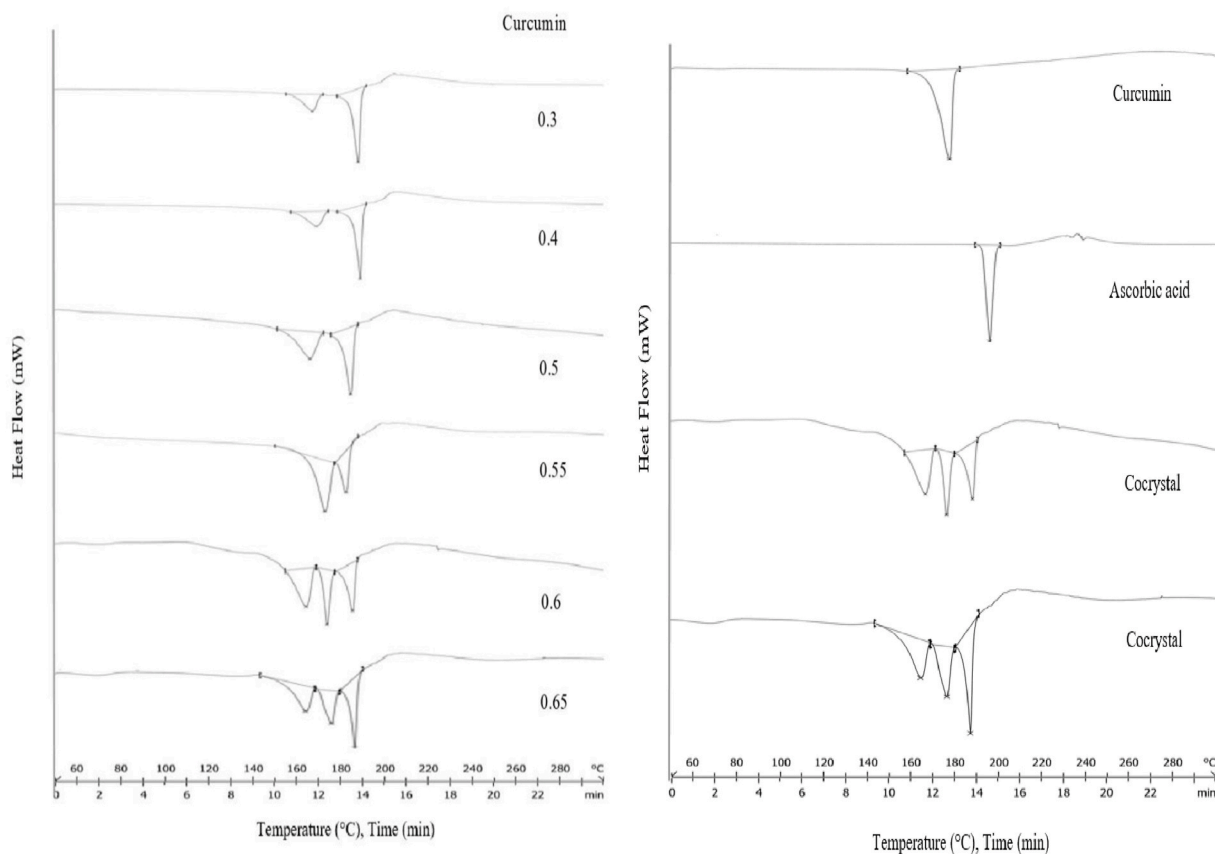 Curcumin
0.3
0.4
0.5
0.55
0.6
0.65
Heat Flow (mW)
60 80 100 120 140 160 180 200 220 240 260 280 °C
0 2 4 6 8 10 12 14 16 18 20 22 min
Temperature (°C), Time (min)
Curcumin
Ascorbic acid
Cocrystal
Cocrystal
Heat Flow (mW)
60 80 100 120 140 160 180 200 220 240 260 280 °C
0 2 4 6 8 10 12 14 16 18 20 22 min
Temperature (°C), Time (min)